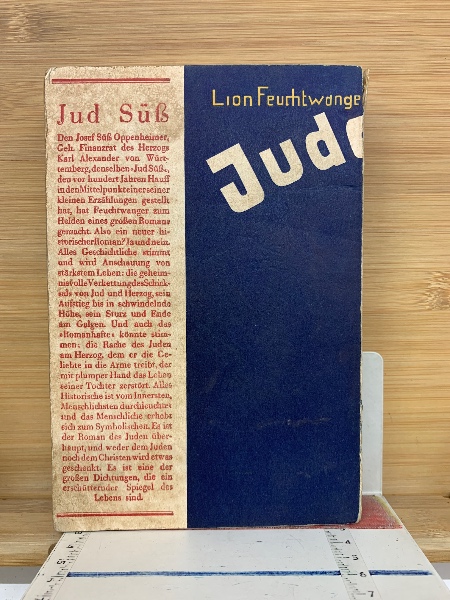 Jud Süß
Den Josef Süß Oppenheimer,
Geh. Finanzrat des Herzogs
Karl Alexander von Würt-
temberg, denselben »Jud Süß«,
den vor hundert Jahren Hauff
in den Mittelpunkt einer seiner
kleinen Erzählungen gestellt
hat, hat Feuchtwanger zum
Helden eines großen Romans
gemacht. Also ein neuer hi-
storischer Roman? Ja und nein.
Alles Geschichtliche stimmt
und wird Anschauung von
stärkstem Leben: die geheim-
nisvolle Verkettung des Schick-
sals von Jud und Herzog, sein
Aufstieg bis in schwindelnde
Höhe, sein Sturz und Ende
am Galgen. Und auch das
»Romanhafte« könnte stim-
men: die Rache des Juden
am Herzog, dem er die Ge-
liebte in die Arme treibt, der
mit plumper Hand das Leben
seiner Tochter zerstört. Alles
Historische ist vom Innersten,
Menschlichsten durchleuchtet
und das Menschliche erhebt
sich zum Symbolischen. Es ist
der Roman des Juden über-
haupt, und weder dem Juden
noch dem Christen wird etwas
geschenkt. Es ist eine der
großen Dichtungen, die ein
erschütternder Spiegel des
Lebens sind.
Lion Feuchtwange
Jude
5 6 7